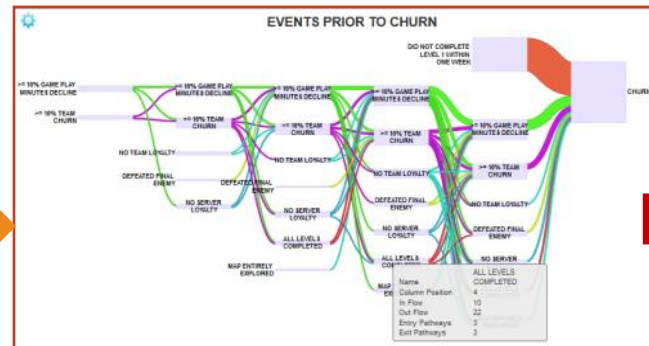 EVENTS PRIOR TO CHURN
DID NOT COMPLETE
LEVEL 1 WITHIN
ONE WEEK
CHURN
>= 10% GAME PLAY
MINUTES DECLINE
>= 10% TEAM
CHURN
>= 10% GAME PLAY
MINUTES DECLINE
>= 10% TEAM
CHURN
NO TEAM LOYALTY
DEFEATED FINAL
ENEMY
NO SERVER
LOYALTY
>= 10% GAME PLAY
MINUTES DECLINE
>= 10% TEAM
CHURN
NO TEAM LOYALTY
DEFEATED FINAL
ENEMY
NO SERVER
LOYALTY
ALL LEVELS
COMPLETED
MAP ENTIRELY
EXPLORED
>= 10% GAME PLAY
MINUTES DECLINE
>= 10% TEAM
CHURN
NO TEAM LOYALTY
DEFEATED FINAL
ENEMY
NO SERVER
LOYALTY
ALL LEVELS
>= 10% GAME PLAY
MINUTES DECLINE
>= 10% TEAM
CHURN
NO TEAM LOYALTY
DEFEATED FINAL
ENEMY
NO SERVER
ALL LEVELS
Name COMPLETED
Column Position 4
In Flow 10
Out Flow 22
Entry Pathways 3
Exit Pathways 3